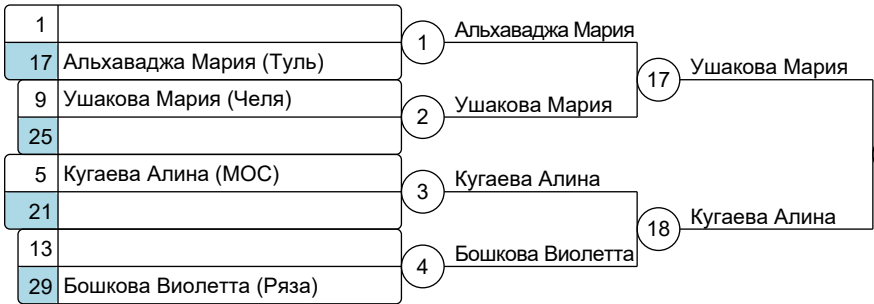 1
17 Альхаваджа Мария (Туль)
9 Ушакова Мария (Челя)
25
5 Кугаева Алина (МОС)
21
13
29 Бошкова Виолетта (Ряза)
1 Альхаваджа Мария
2 Ушакова Мария
3 Кугаева Алина
4 Бошкова Виолетта
17 Ушакова Мария
18 Кугаева Алина